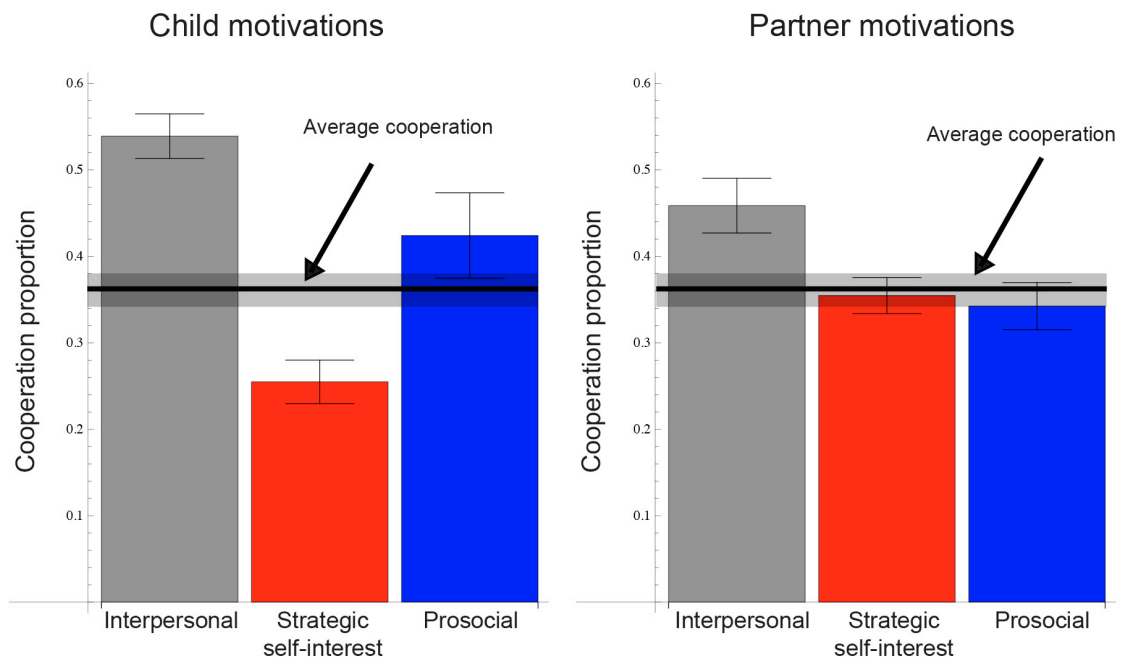 Child motivations
Cooperation proportion
0.6
0.5
0.4
0.3
0.2
0.1
Average cooperation
Interpersonal
Strategic
self-interest
Prosocial
Partner motivations
Cooperation proportion
0.6
0.5
0.4
0.3
0.2
0.1
Average cooperation
Interpersonal
Strategic
self-interest
Prosocial